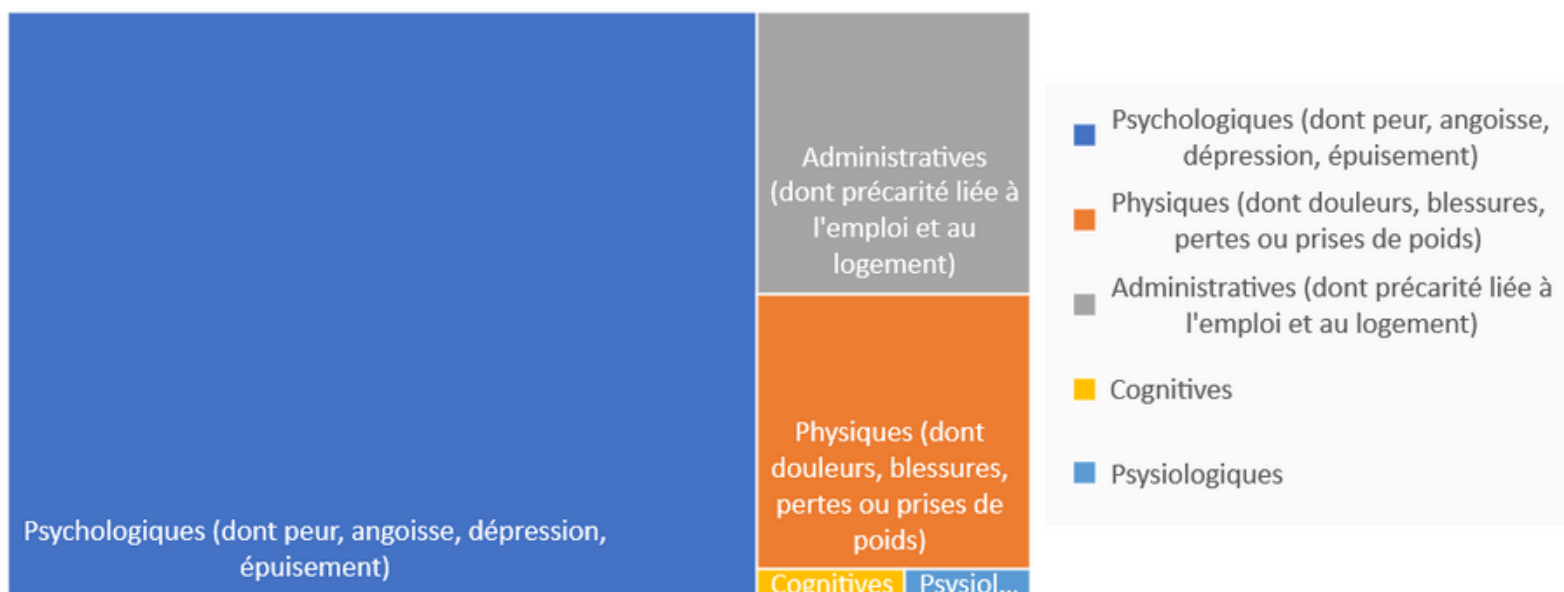 Administratives
(dont précarité liée à
l'emploi et au
logement)
Physiques (dont
douleurs, blessures,
pertes ou prises de
poids)
Psychologiques (dont peur, angoisse, dépression,
épuisement)
Cognitives
Psysiol...
Psychologiques (dont peur, angoisse,
dépression, épuisement)
Physiques (dont douleurs, blessures,
pertes ou prises de poids)
Administratives (dont précarité liée à
l'emploi et au logement)
Cognitives
Psysiologiques